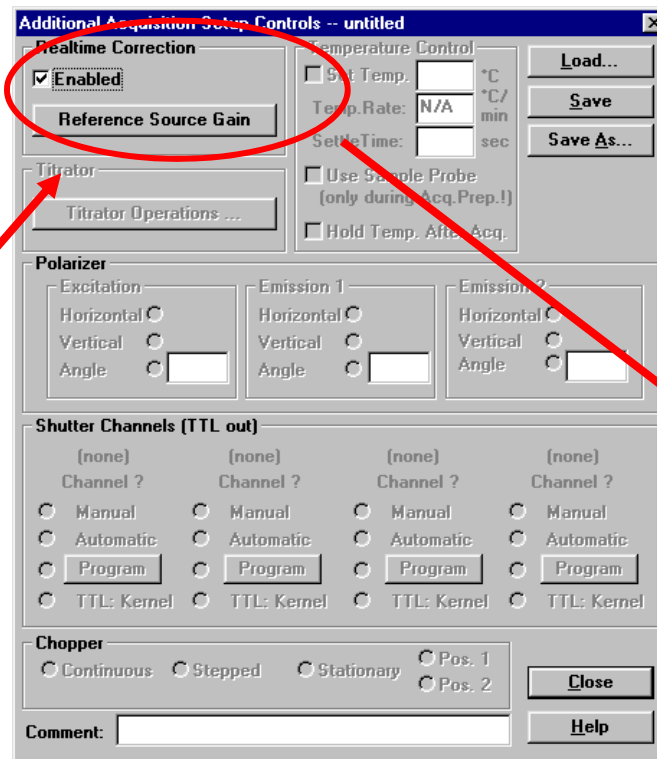 Additional Acquisition Setup Controls -- untitled
Realtime Correction
Enabled
Reference Source Gain
Temperature Control
Set Temp. °C
Temp.Rate: N/A °C/min
SettleTime: sec
Use Sample Probe
(only during Acq.Prep.!)
Hold Temp. After Acq.
Load...
Save
Save As...
Titrator
Titrator Operations ...
Polarizer
Excitation
Horizontal
Vertical
Angle
Emission 1
Horizontal
Vertical
Angle
Emission 2
Horizontal
Vertical
Angle
Shutter Channels (TTL out)
(none) (none) (none) (none)
Channel ? Channel ? Channel ? Channel ?
Manual Manual Manual Manual
Automatic Automatic Automatic Automatic
Program Program Program Program
TTL: Kernel TTL: Kernel TTL: Kernel TTL: Kernel
Chopper
Continuous Stepped Stationary Pos. 1
Pos. 2
Close
Comment:
Help